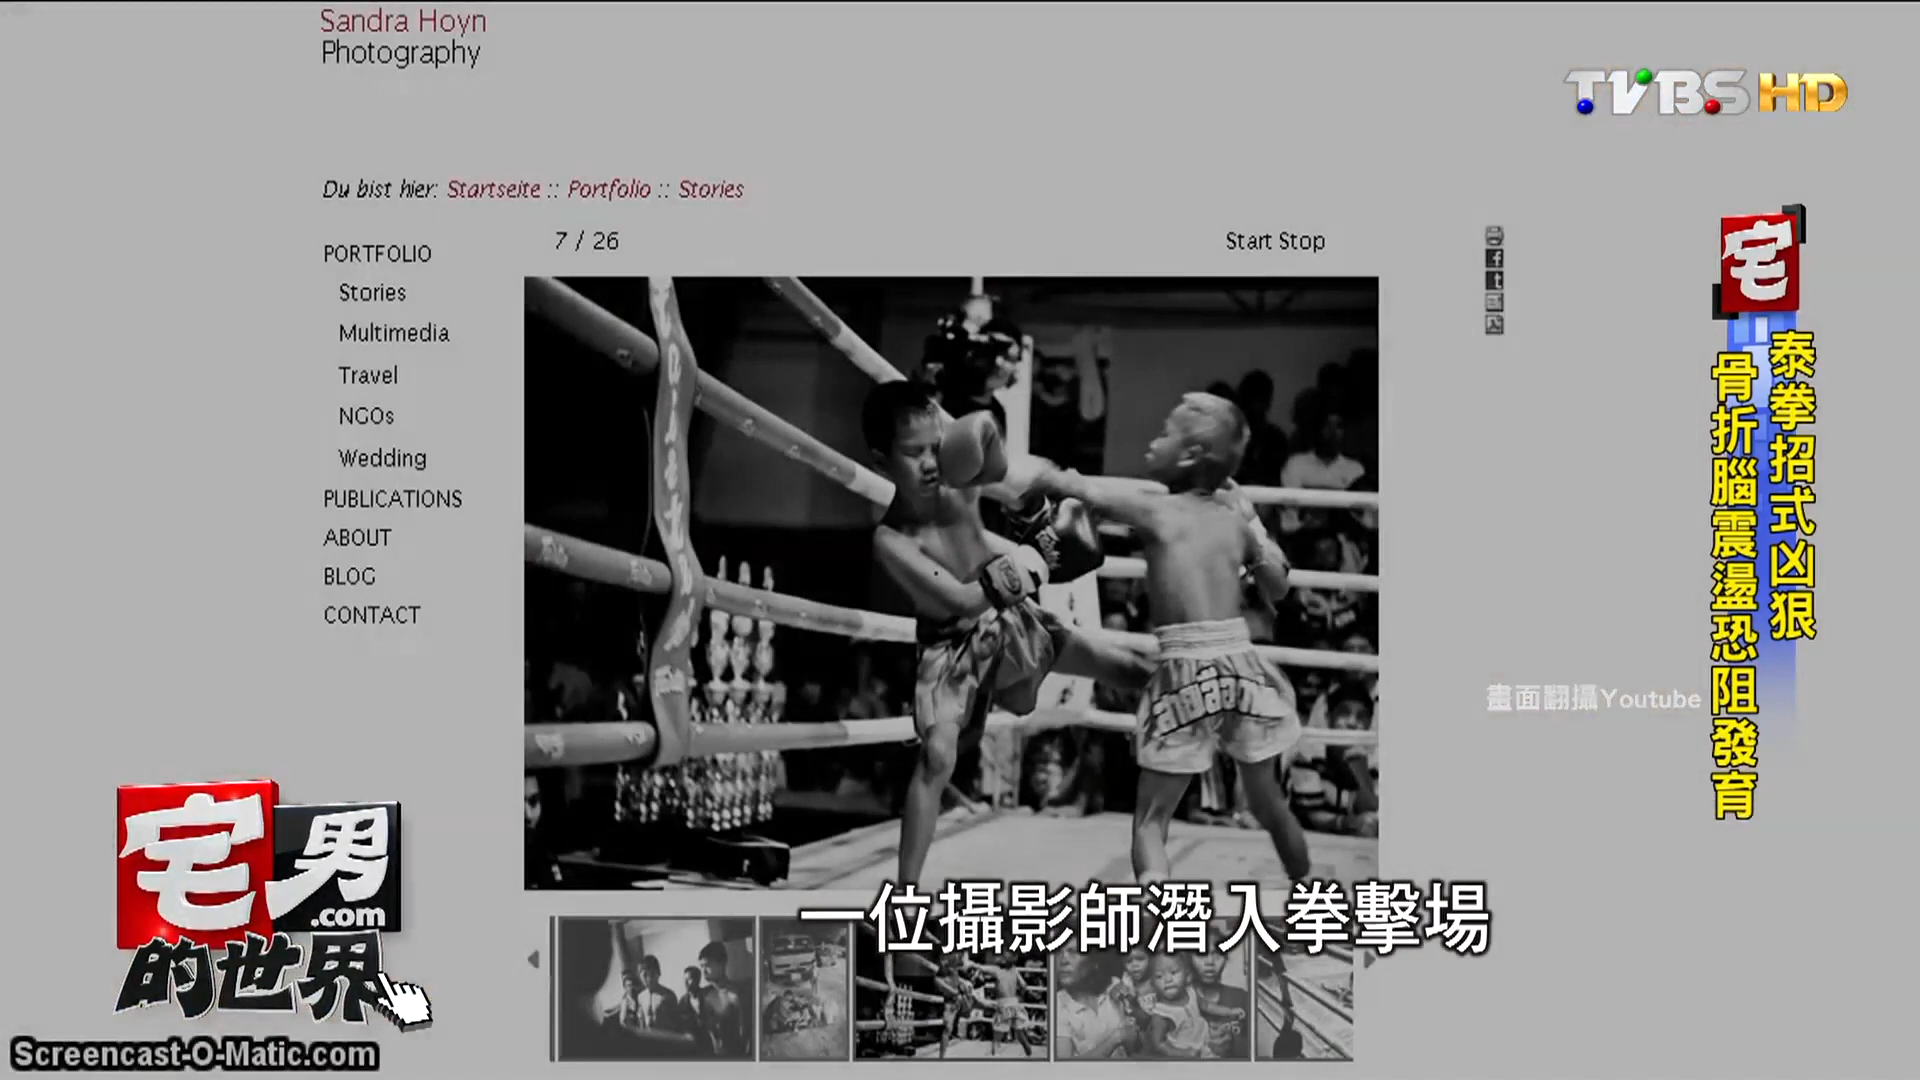 Sandra Hoyn
Photography
TVBS HD
Du bist hier: Startseite :: Portfolio :: Stories
7 / 26
Start Stop
PORTFOLIO
Stories
Multimedia
Travel
NGOs
Wedding
PUBLICATIONS
ABOUT
BLOG
CONTACT
宅
泰拳招式凶狠
骨折腦震盪恐阻發育
畫面翻攝Youtube
宅男
.com
的世界
一位攝影師潛入拳擊場
Screencast-O-Matic.com